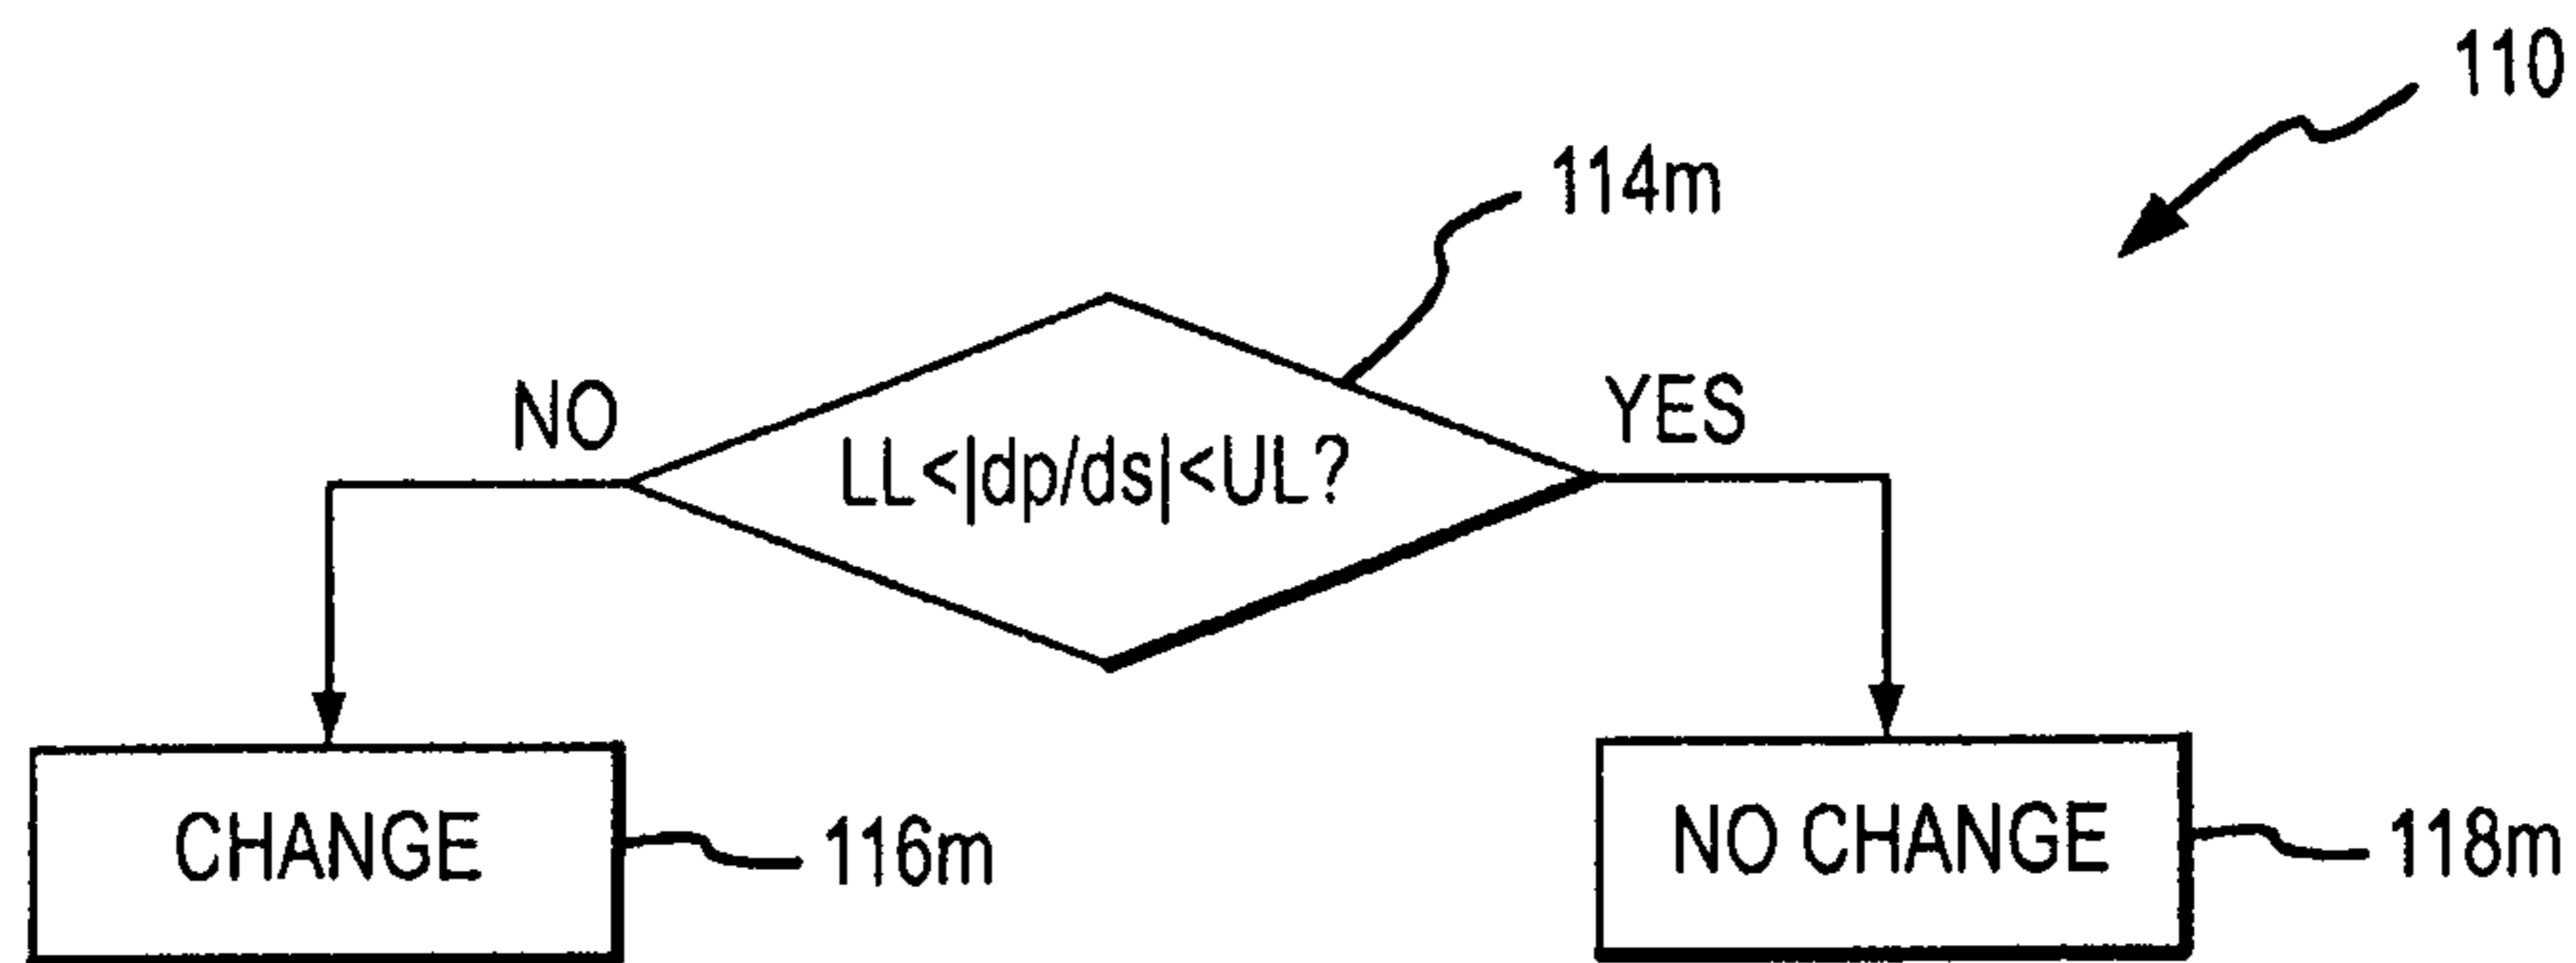 110
114m
NO
YES
LL<|dp/ds|<UL?
CHANGE
116m
NO CHANGE
118m